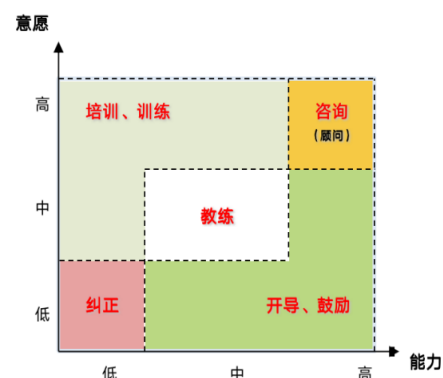 意愿
高
培训、训练
咨询
(顾问)
中
教练
低
纠正
开导、鼓励
能力
低
中
高